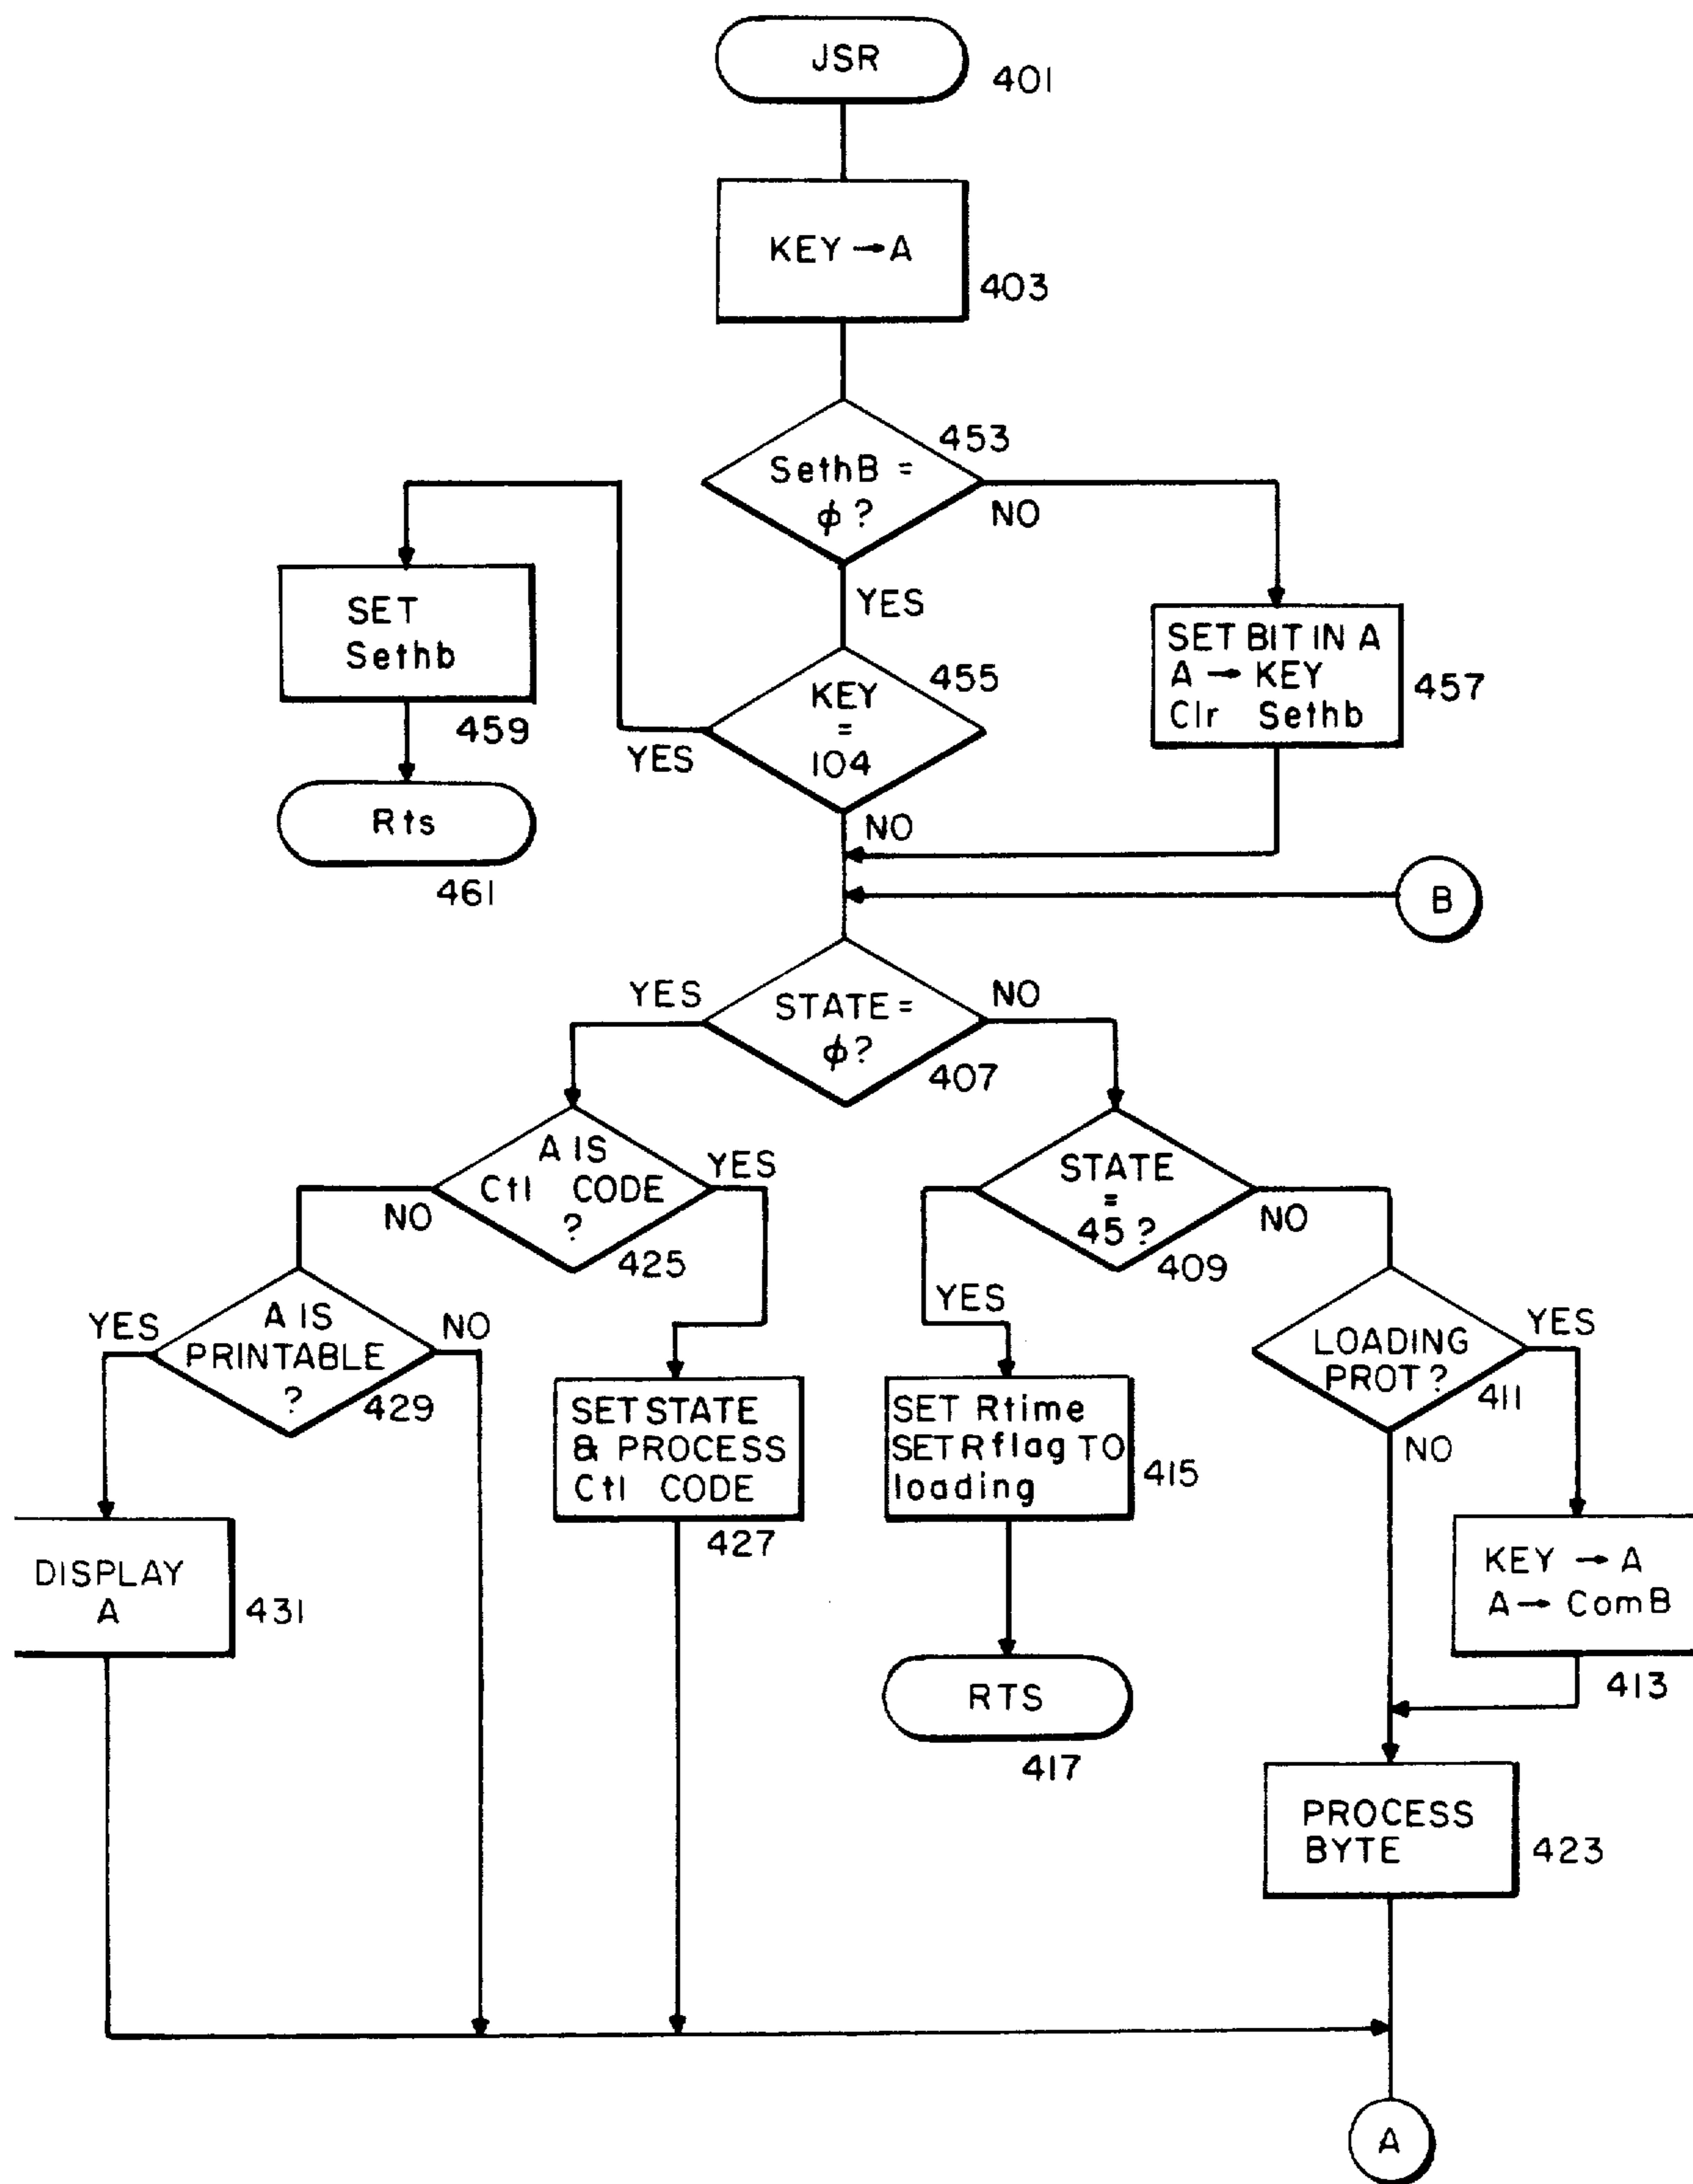 JSR
401
KEY → A
403
453
SethB =
ϕ ?
NO
YES
SET
Sethb
459
Rts
461
455
KEY
=
104
YES
NO
SET BIT IN A
A → KEY
Clr Sethb
457
B
YES
STATE =
ϕ ?
NO
407
A IS
Ctl CODE
?
YES
NO
425
STATE
=
45 ?
NO
409
YES
YES
A IS
PRINTABLE
?
NO
429
LOADING
PROT ?
YES
411
NO
SET STATE
& PROCESS
Ctl CODE
427
SET Rtime
SET Rflag TO
loading
415
DISPLAY
A
431
KEY → A
A → ComB
413
RTS
417
PROCESS
BYTE
423
A